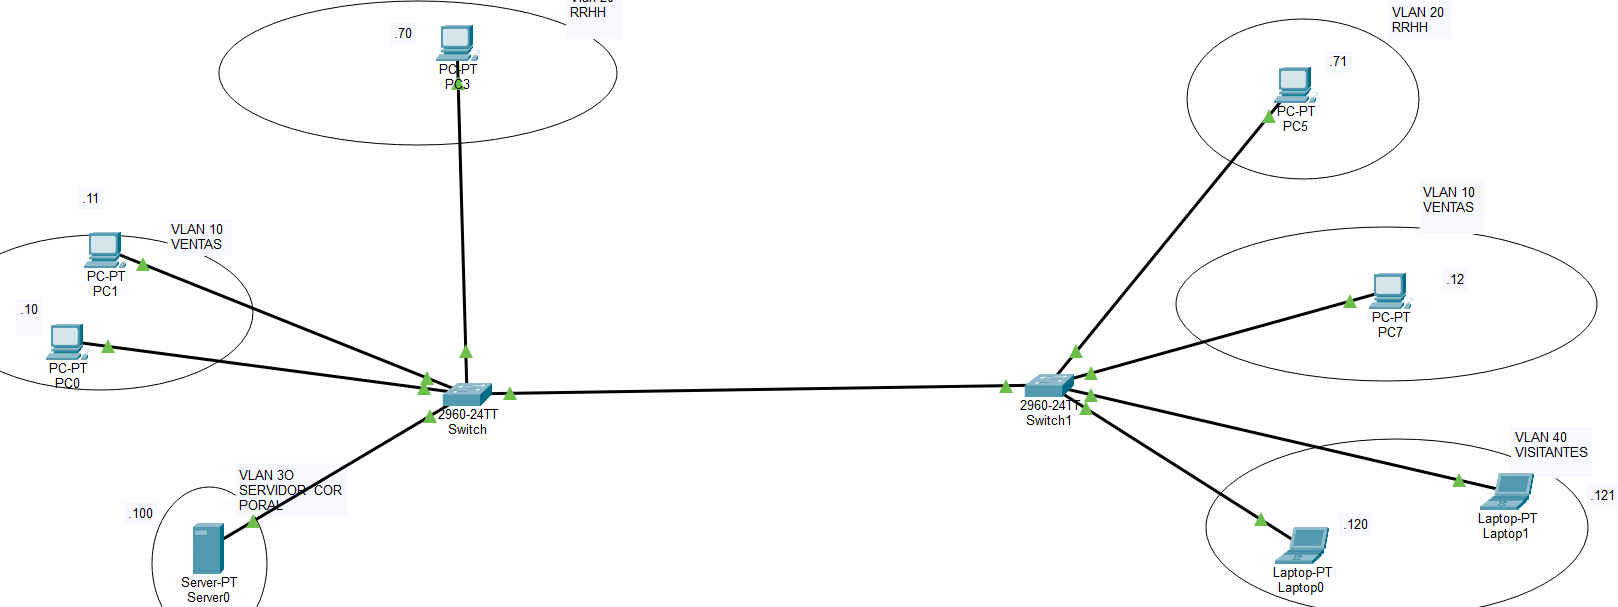 RRHH
.70
PC-PT
PC3
VLAN 20
RRHH
.71
PC-PT
PC5
.11
VLAN 10
VENTAS
PC-PT
PC1
.10
PC-PT
PC0
VLAN 10
VENTAS
.12
PC-PT
PC7
2960-24TT
Switch
2960-24TT
Switch1
VLAN 3O
SERVIDOR COR
PORAL
.100
Server-PT
Server0
VLAN 40
VISITANTES
.121
Laptop-PT
Laptop1
.120
Laptop-PT
Laptop0